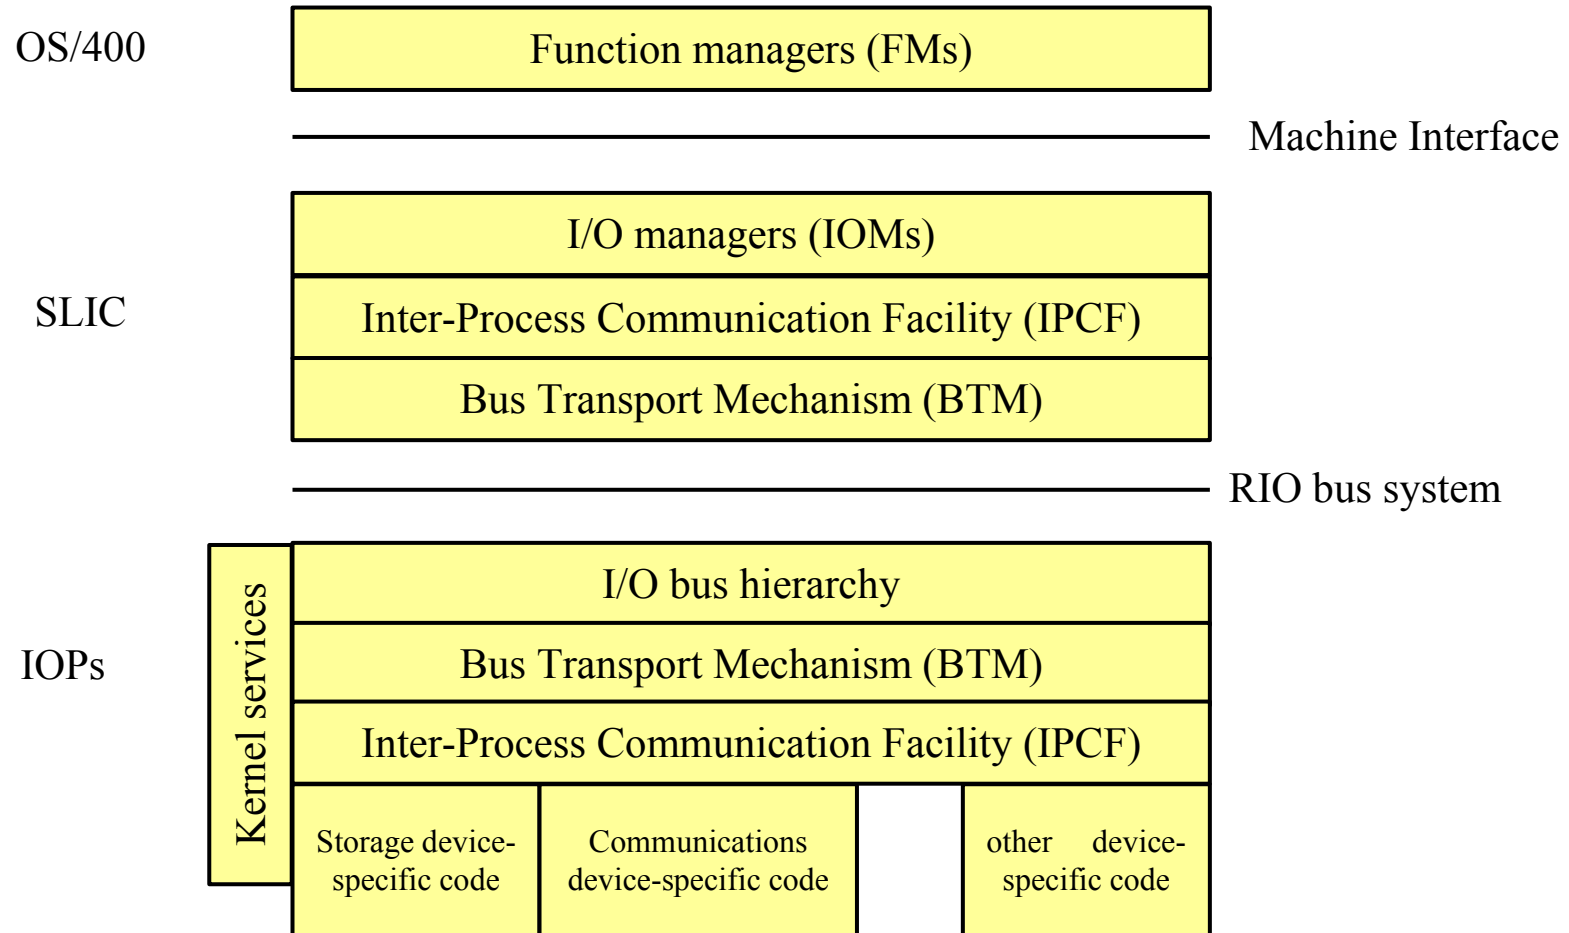 OS/400
Function managers (FMs)
Machine Interface
SLIC
I/O managers (IOMs)
Inter-Process Communication Facility (IPCF)
Bus Transport Mechanism (BTM)
RIO bus system
IOPs
Kernel services
I/O bus hierarchy
Bus Transport Mechanism (BTM)
Inter-Process Communication Facility (IPCF)
Storage device-
specific code
Communications
device-specific code
other device-
specific code